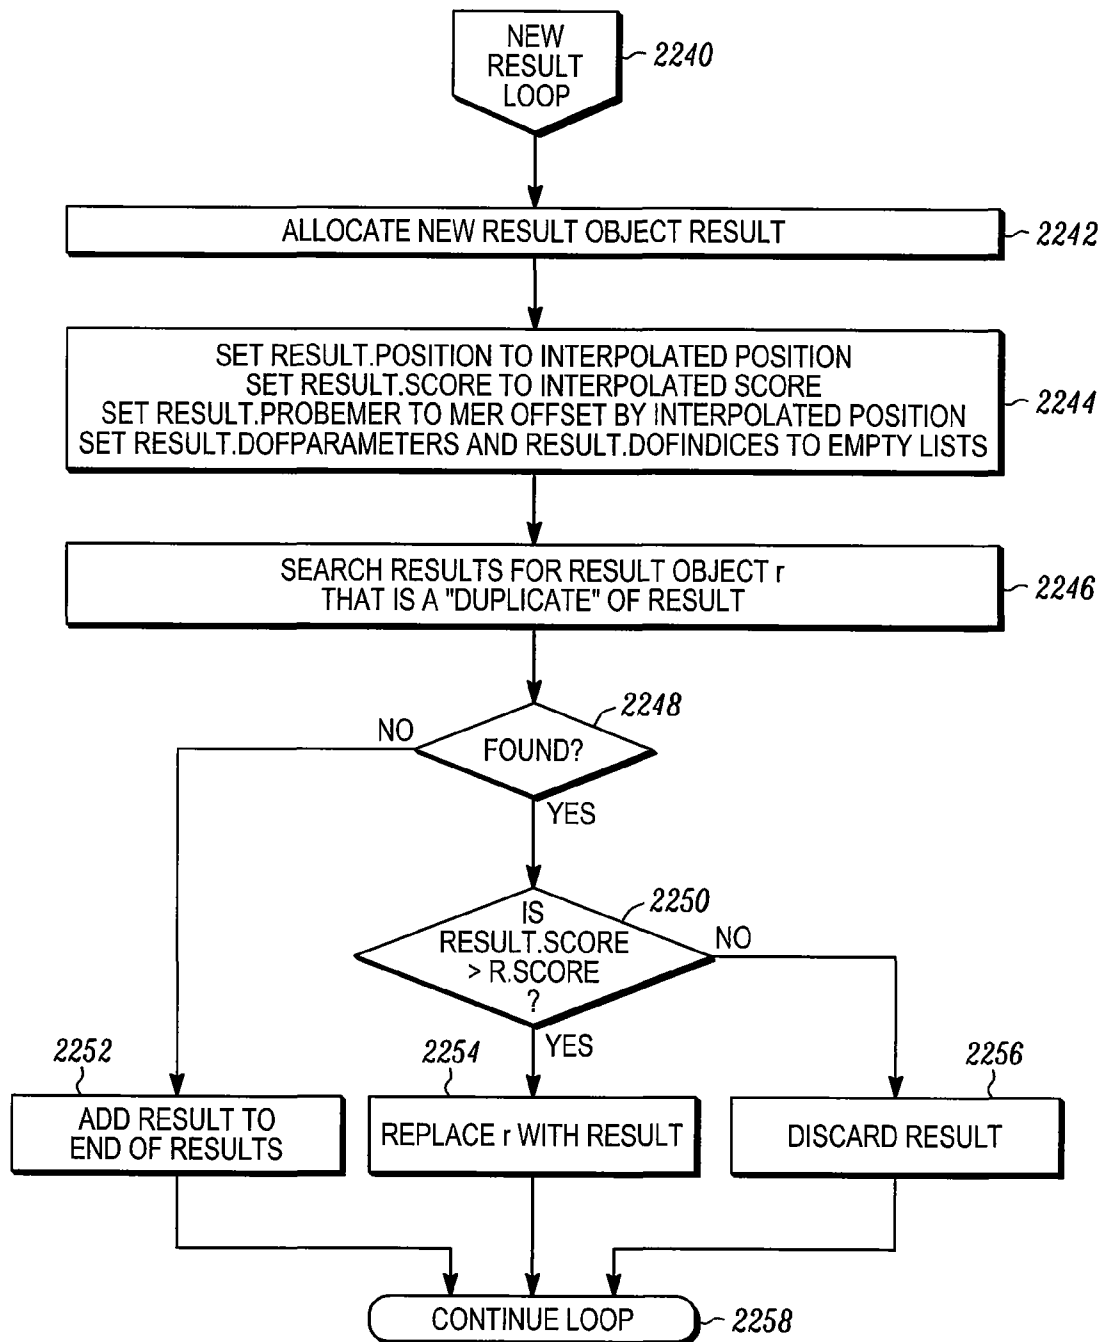 NEW
RESULT
LOOP
2240
ALLOCATE NEW RESULT OBJECT RESULT
2242
SET RESULT.POSITION TO INTERPOLATED POSITION
SET RESULT.SCORE TO INTERPOLATED SCORE
SET RESULT.PROBEMER TO MER OFFSET BY INTERPOLATED POSITION
SET RESULT.DOFPARAMETERS AND RESULT.DOFINDICES TO EMPTY LISTS
2244
SEARCH RESULTS FOR RESULT OBJECT r
THAT IS A "DUPLICATE" OF RESULT
2246
2248
NO
FOUND?
YES
2250
IS
RESULT.SCORE
> R.SCORE
?
NO
YES
2252
ADD RESULT TO
END OF RESULTS
2254
REPLACE r WITH RESULT
2256
DISCARD RESULT
CONTINUE LOOP
2258